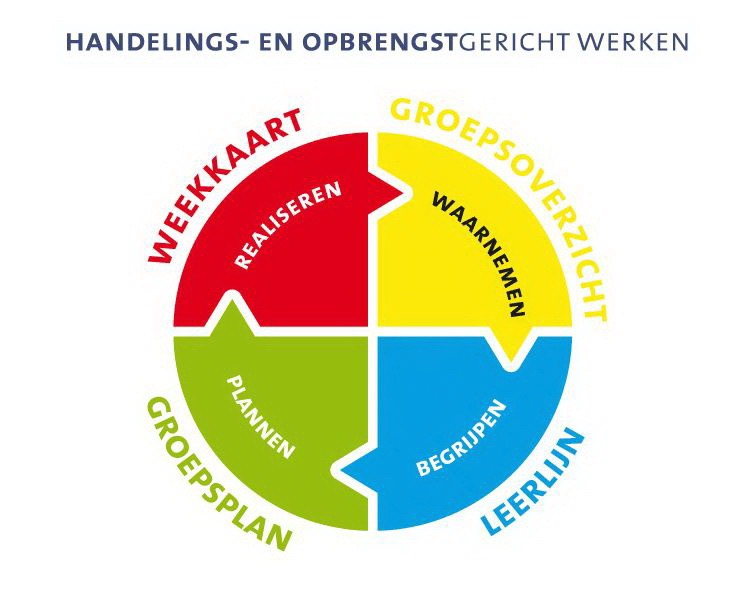 HANDELINGS- EN OPBRENGSTGERICHT WERKEN
WEEKKAART
GROEPSOVERZICHT
REALISEREN
WAARNEMEN
PLANNEN
BEGRIJPEN
GROEPSPLAN
LEERLIJN